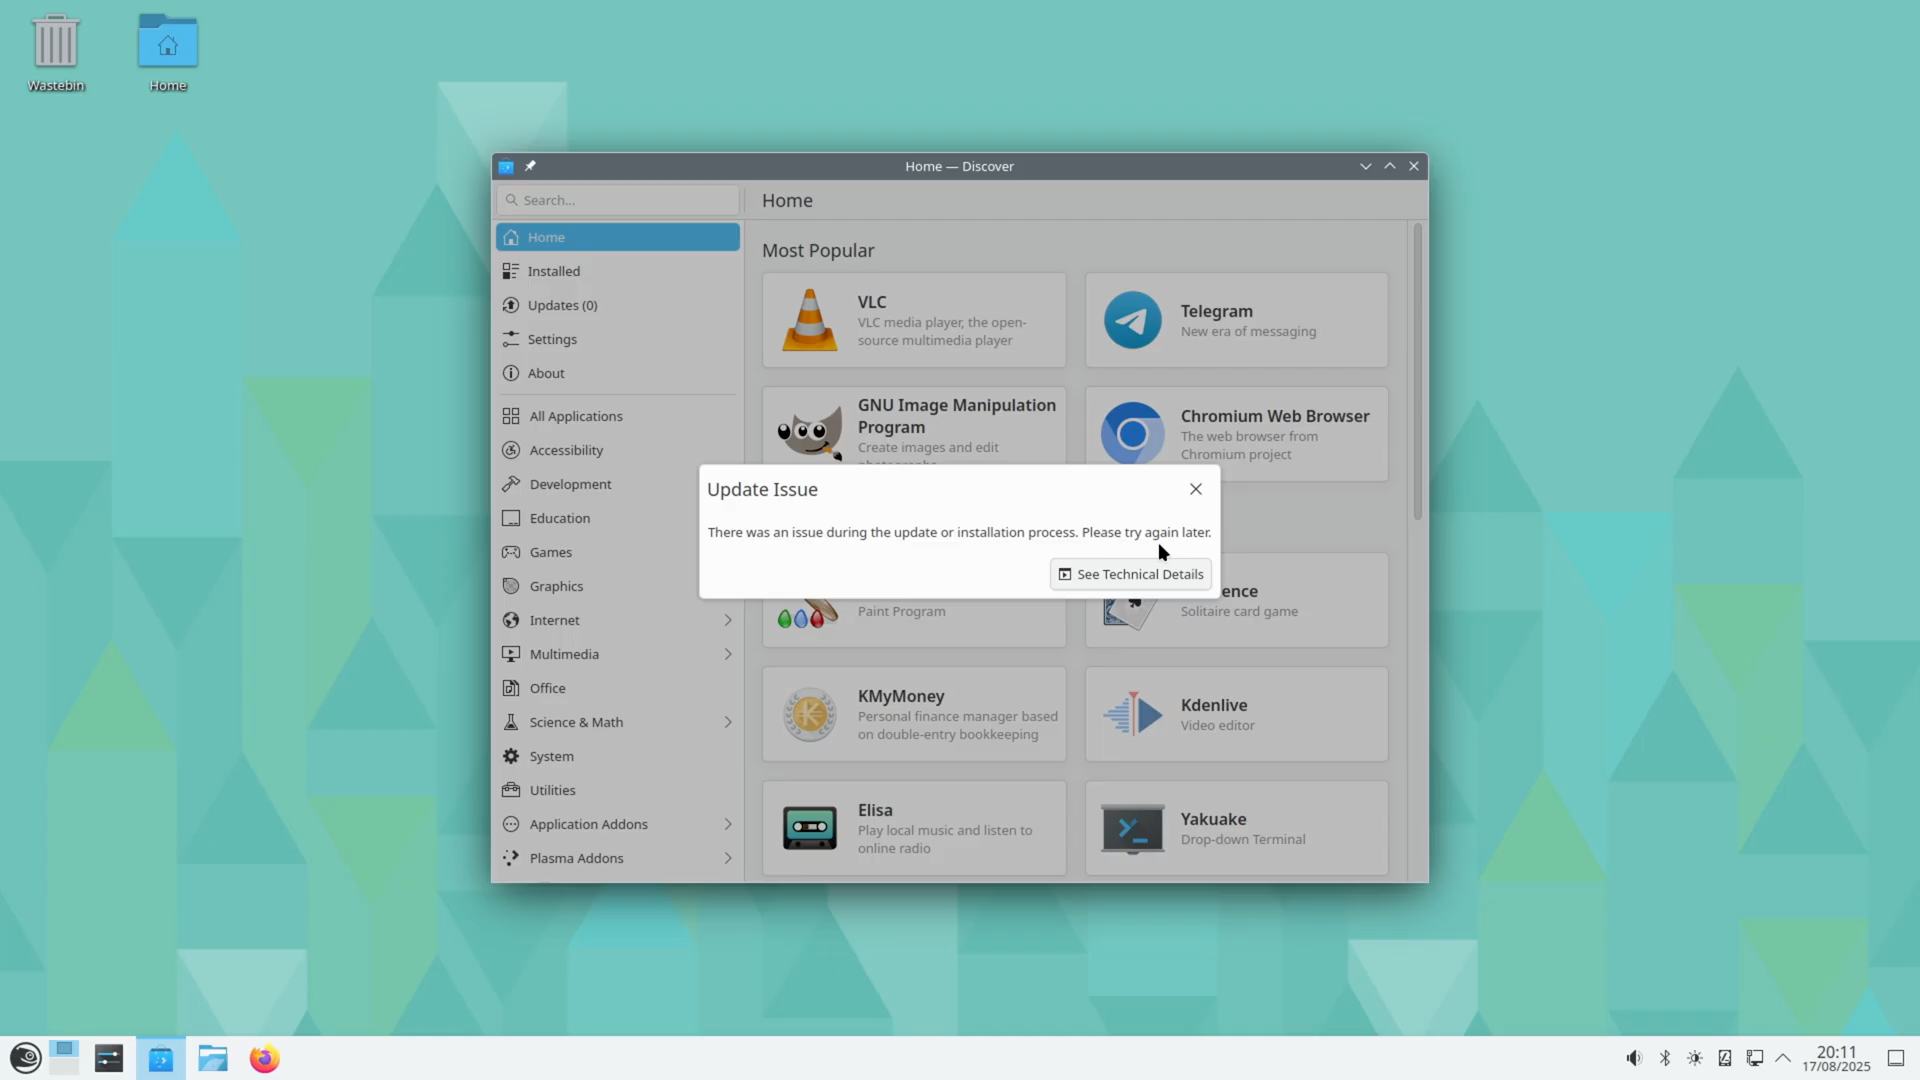 Wastebin
Home
Home — Discover
Search...
Home
Home
Installed
Updates (0)
Settings
About
All Applications
Accessibility
Development
Education
Games
Graphics
Internet
Multimedia
Office
Science & Math
System
Utilities
Application Addons
Plasma Addons
Most Popular
VLC
VLC media player, the open-
source multimedia player
Telegram
New era of messaging
GNU Image Manipulation
Program
Create images and edit
Chromium Web Browser
The web browser from
Chromium project
Update Issue
There was an issue during the update or installation process. Please try again later.
See Technical Details
Paint Program
ence
Solitaire card game
KMyMoney
Personal finance manager based
on double-entry bookkeeping
Kdenlive
Video editor
Elisa
Play local music and listen to
online radio
Yakuake
Drop-down Terminal
20:11
17/08/2025